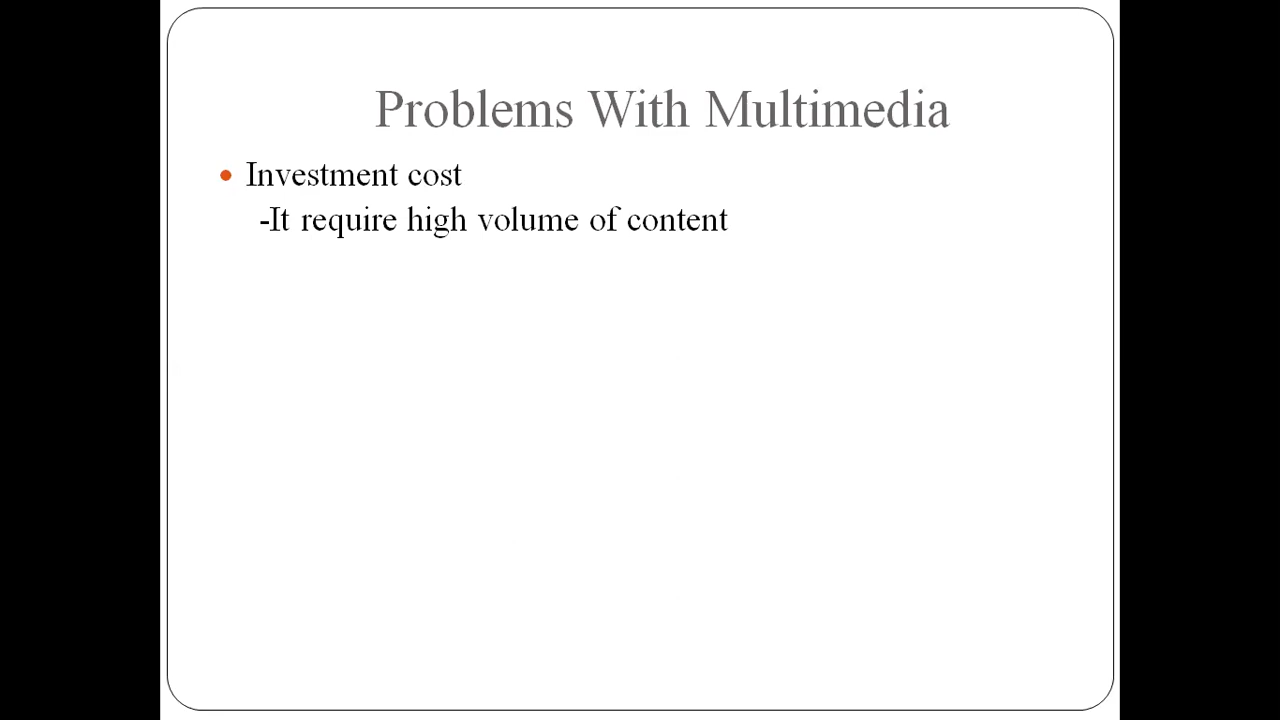 Problems With Multimedia
Investment cost
-It require high volume of content